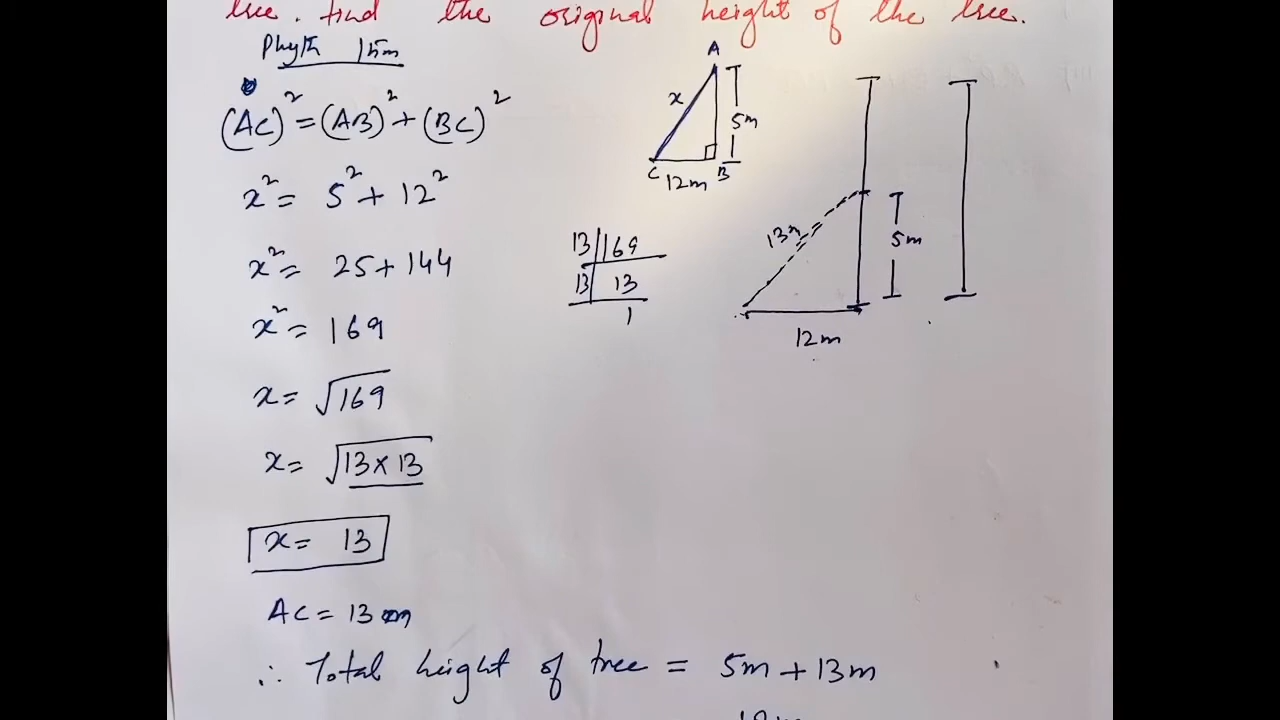 tree. find the original height of the tree.
Phyth thm
(AC)² = (AB)² + (BC)²
x² = 5² + 12²
x² = 25 + 144
x² = 169
x = √169
x = √13 × 13
x = 13
AC = 13 m
∴ Total height of tree = 5m + 13m
A
x
5m
C
12m
B
13 | 169
13 | 13
1
13m
5m
12m